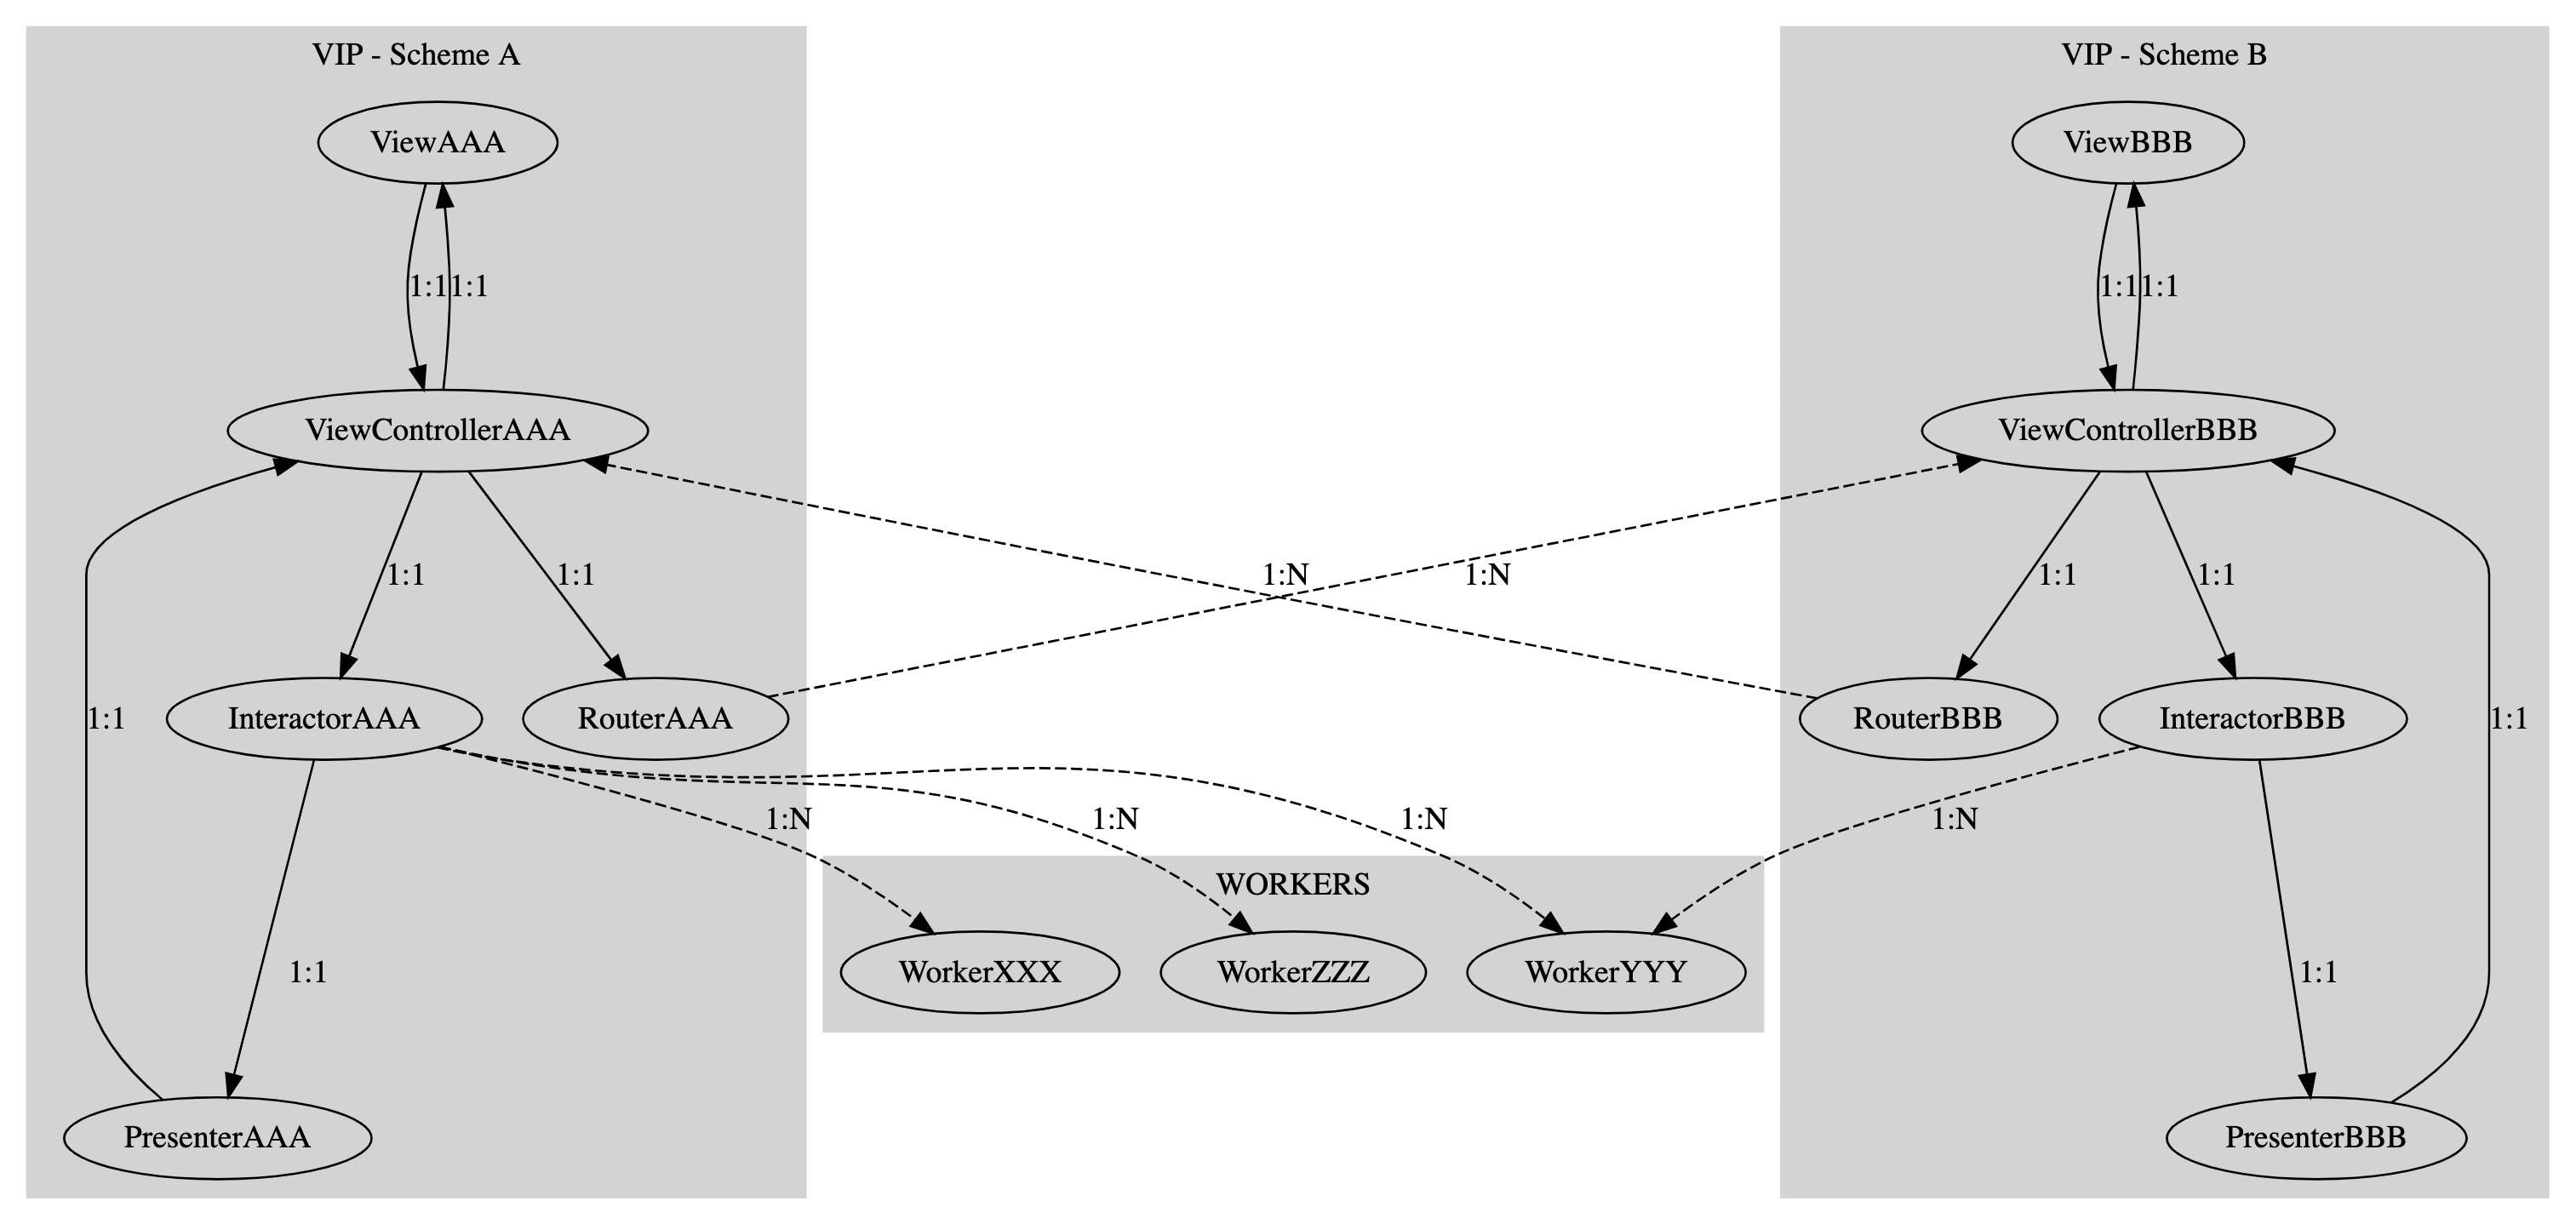 VIP - Scheme A
VIP - Scheme B
ViewAAA
ViewBBB
1:1
1:1
1:1
1:1
ViewControllerAAA
ViewControllerBBB
1:1
1:1
1:N
1:N
1:1
1:1
1:1
InteractorAAA
RouterAAA
RouterBBB
InteractorBBB
1:1
1:N
1:N
1:N
1:N
WORKERS
1:1
WorkerXXX
WorkerZZZ
WorkerYYY
1:1
PresenterAAA
PresenterBBB